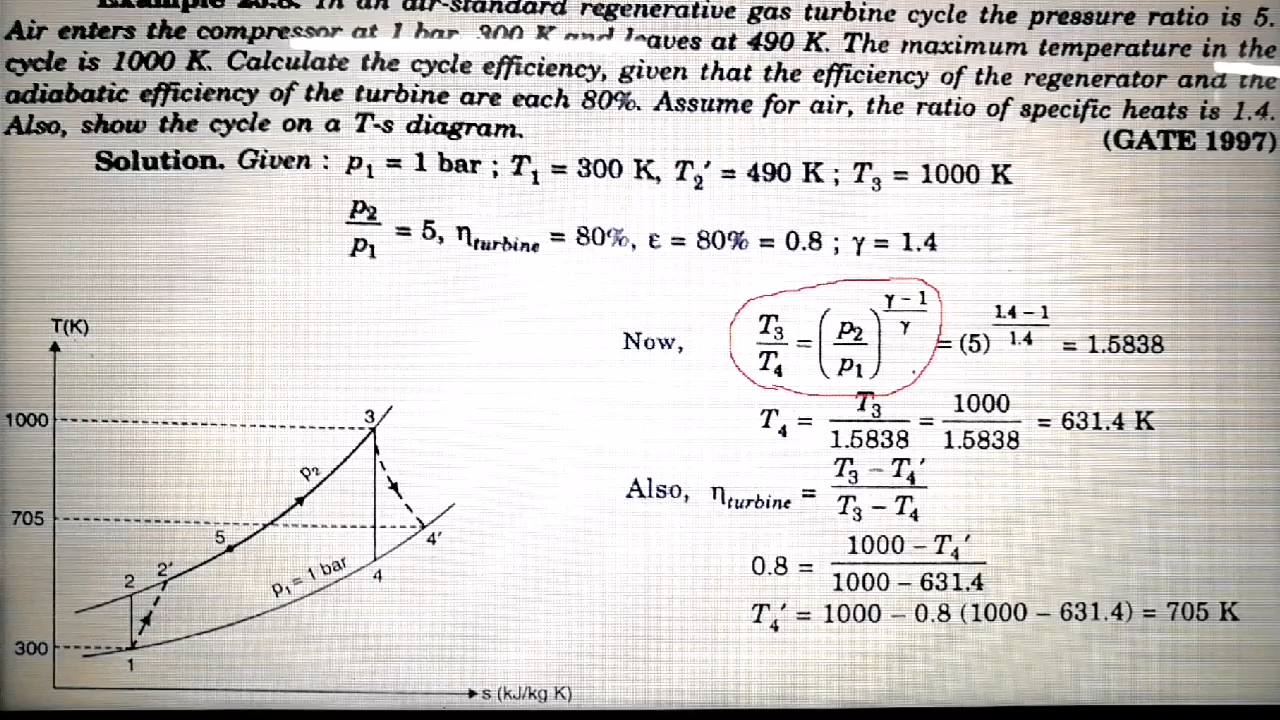 Example 20.8. In an air-standard regenerative gas turbine cycle the pressure ratio is 5.
Air enters the compressor at 1 bar 300 K and leaves at 490 K. The maximum temperature in the
cycle is 1000 K. Calculate the cycle efficiency, given that the efficiency of the regenerator and the
adiabatic efficiency of the turbine are each 80%. Assume for air, the ratio of specific heats is 1.4.
Also, show the cycle on a T-s diagram.
(GATE 1997)
Solution. Given : p₁ = 1 bar ; T₁ = 300 K, T₂′ = 490 K ; T₃ = 1000 K
p₂/p₁ = 5, η_turbine = 80%, ε = 80% = 0.8 ; γ = 1.4
Now, T₃/T₄ = (p₂/p₁)^((γ – 1)/γ) = (5)^((1.4 – 1)/1.4) = 1.5838
T₄ = T₃/1.5838 = 1000/1.5838 = 631.4 K
Also, η_turbine = (T₃ – T₄′)/(T₃ – T₄)
0.8 = (1000 – T₄′)/(1000 – 631.4)
T₄′ = 1000 – 0.8 (1000 – 631.4) = 705 K
T(K)
1000
3
p₂
705
5
4′
2
2′
p₁ = 1 bar
4
300
1
s (kJ/kg K)